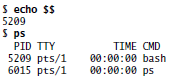 $ echo $$
5209
$ ps
  PID TTY          TIME CMD
 5209 pts/1    00:00:00 bash
 6015 pts/1    00:00:00 ps